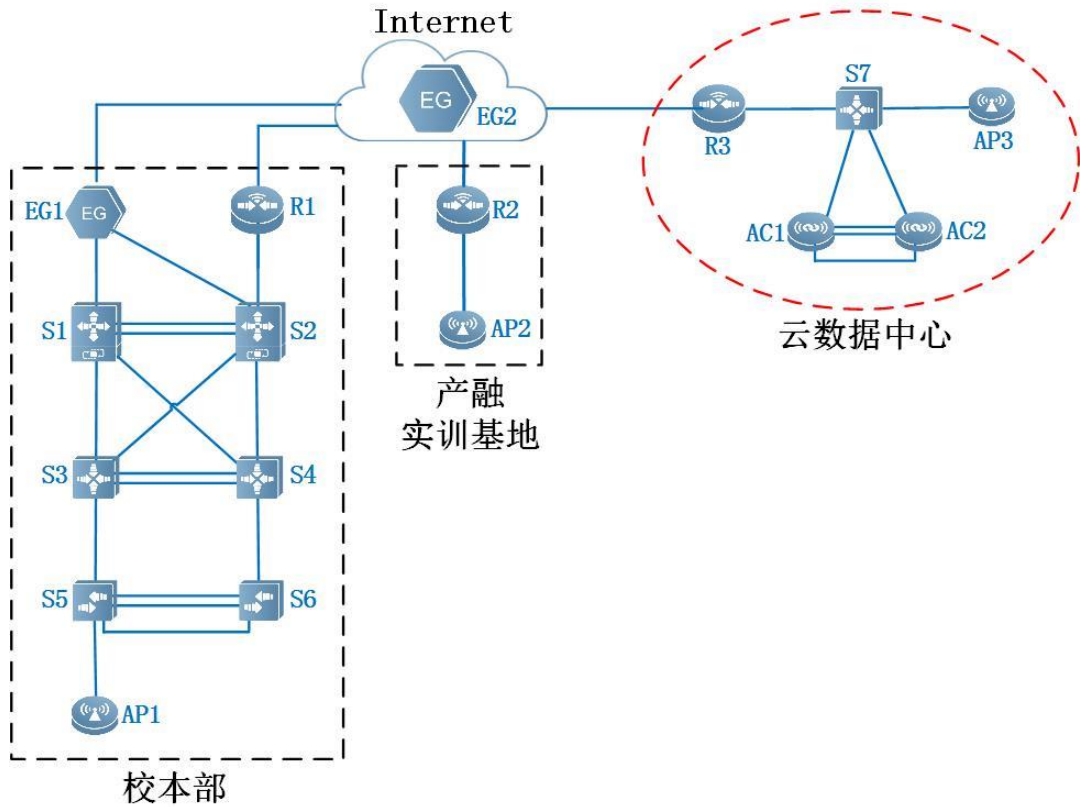 Internet
EG
EG2
S7
R3
AP3
AC1
AC2
云数据中心
EG1
EG
R1
R2
S1
S2
AP2
产融
实训基地
S3
S4
S5
S6
AP1
校本部